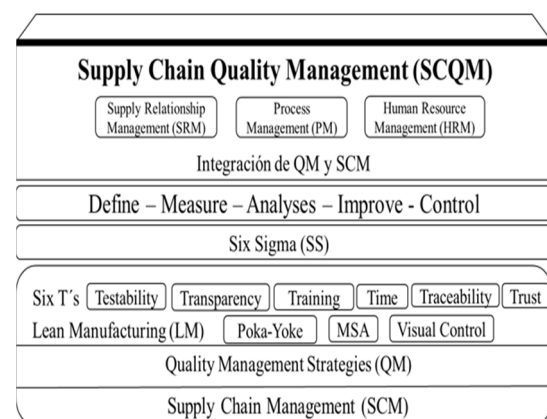 Supply Chain Quality Management (SCQM)
Supply Relationship Management (SRM)
Process Management (PM)
Human Resource Management (HRM)
Integración de QM y SCM
Define – Measure – Analyses – Improve - Control
Six Sigma (SS)
Six T´s Testability Transparency Training Time Traceability Trust
Lean Manufacturing (LM) Poka-Yoke MSA Visual Control
Quality Management Strategies (QM)
Supply Chain Management (SCM)